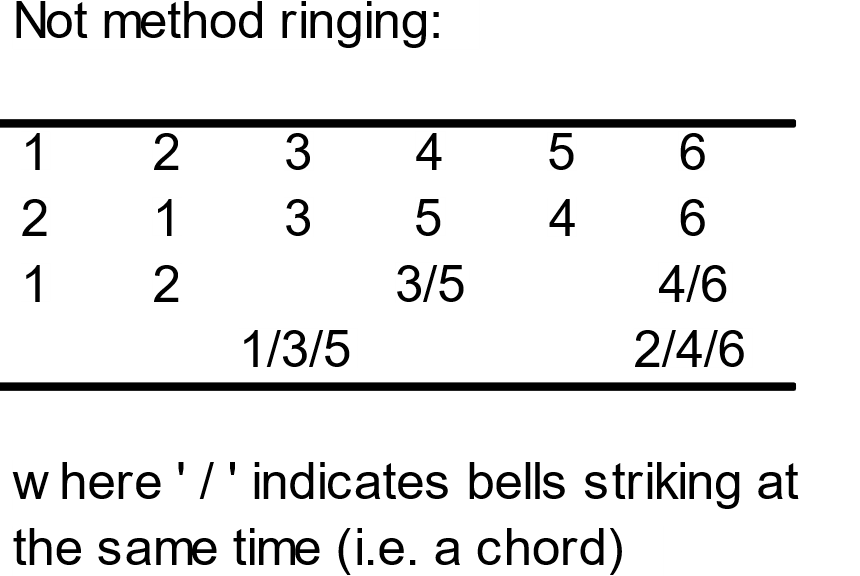 Not method ringing:
1 2 3 4 5 6
2 1 3 5 4 6
1 2 3/5 4/6
1/3/5 2/4/6
where '/' indicates bells striking at
the same time (i.e. a chord)